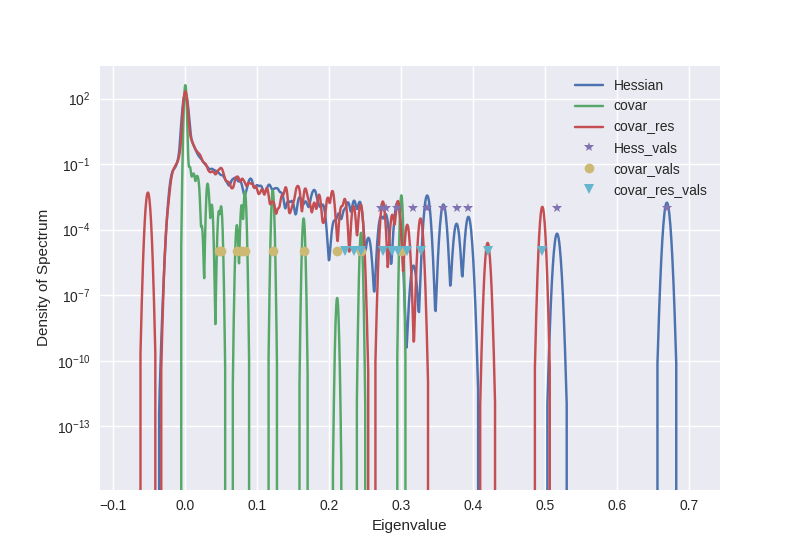 10^2
10^-1
10^-4
10^-7
10^-10
10^-13
Density of Spectrum
Hessian
covar
covar_res
Hess_vals
covar_vals
covar_res_vals
−0.1 0.0 0.1 0.2 0.3 0.4 0.5 0.6 0.7
Eigenvalue